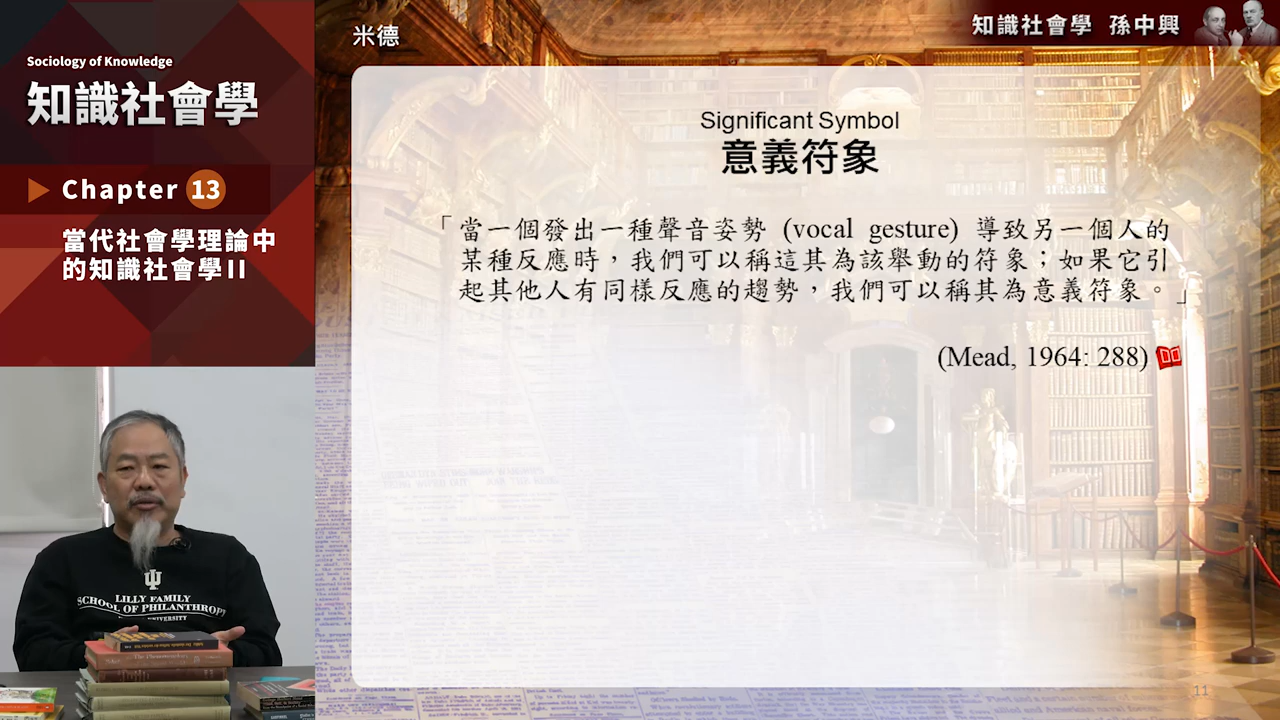 Sociology of Knowledge
知識社會學
Chapter 13
當代社會學理論中
的知識社會學II
米德
知識社會學 孫中興
Significant Symbol
意義符象
「當一個發出一種聲音姿勢 (vocal gesture) 導致另一個人的
某種反應時，我們可以稱這其為該舉動的符象；如果它引
起其他人有同樣反應的趨勢，我們可以稱其為意義符象。」
(Mead, 1964: 288)
LILLY FAMILY
SCHOOL OF PHILANTHROPY
11